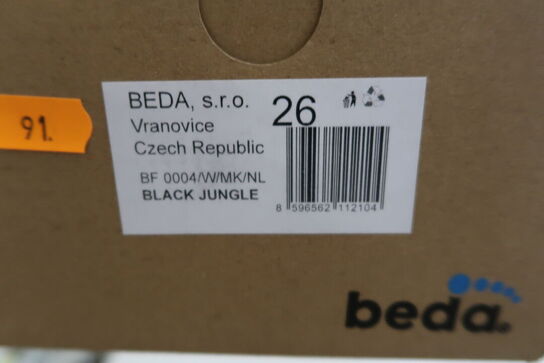 91.
BEDA, s.r.o. 26
Vranovice
Czech Republic
BF 0004/W/MK/NL
BLACK JUNGLE
8 596562 112104
beda